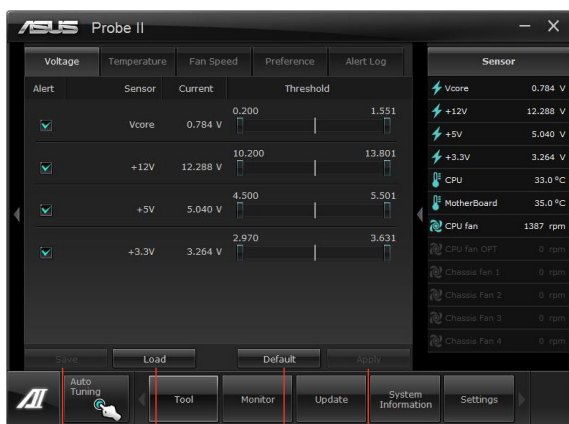 ASUS Probe II
Voltage Temperature Fan Speed Preference Alert Log
Alert Sensor Current Threshold
Vcore 0.784 V 0.200 1.551
+12V 12.288 V 10.200 13.801
+5V 5.040 V 4.500 5.501
+3.3V 3.264 V 2.970 3.631
Save Load Default Apply
Sensor
Vcore 0.784 V
+12V 12.288 V
+5V 5.040 V
+3.3V 3.264 V
CPU 33.0 ºC
MotherBoard 35.0 ºC
CPU fan 1387 rpm
CPU fan OPT 0 rpm
Chassis fan 1 0 rpm
Chassis Fan 2 0 rpm
Chassis Fan 3 0 rpm
Chassis Fan 4 0 rpm
AI
Auto
Tuning
Tool Monitor Update System
Information Settings